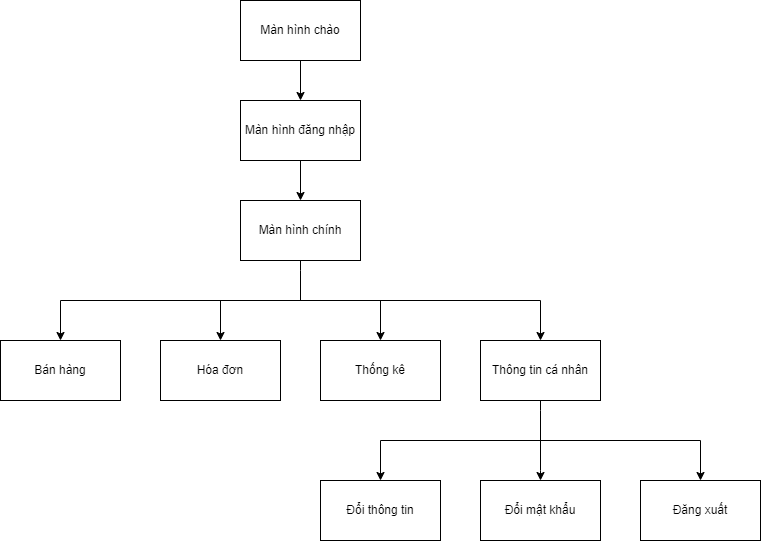 Màn hình chào
Màn hình đăng nhập
Màn hình chính
Bán hàng
Hóa đơn
Thống kê
Thông tin cá nhân
Đổi thông tin
Đổi mật khẩu
Đăng xuất